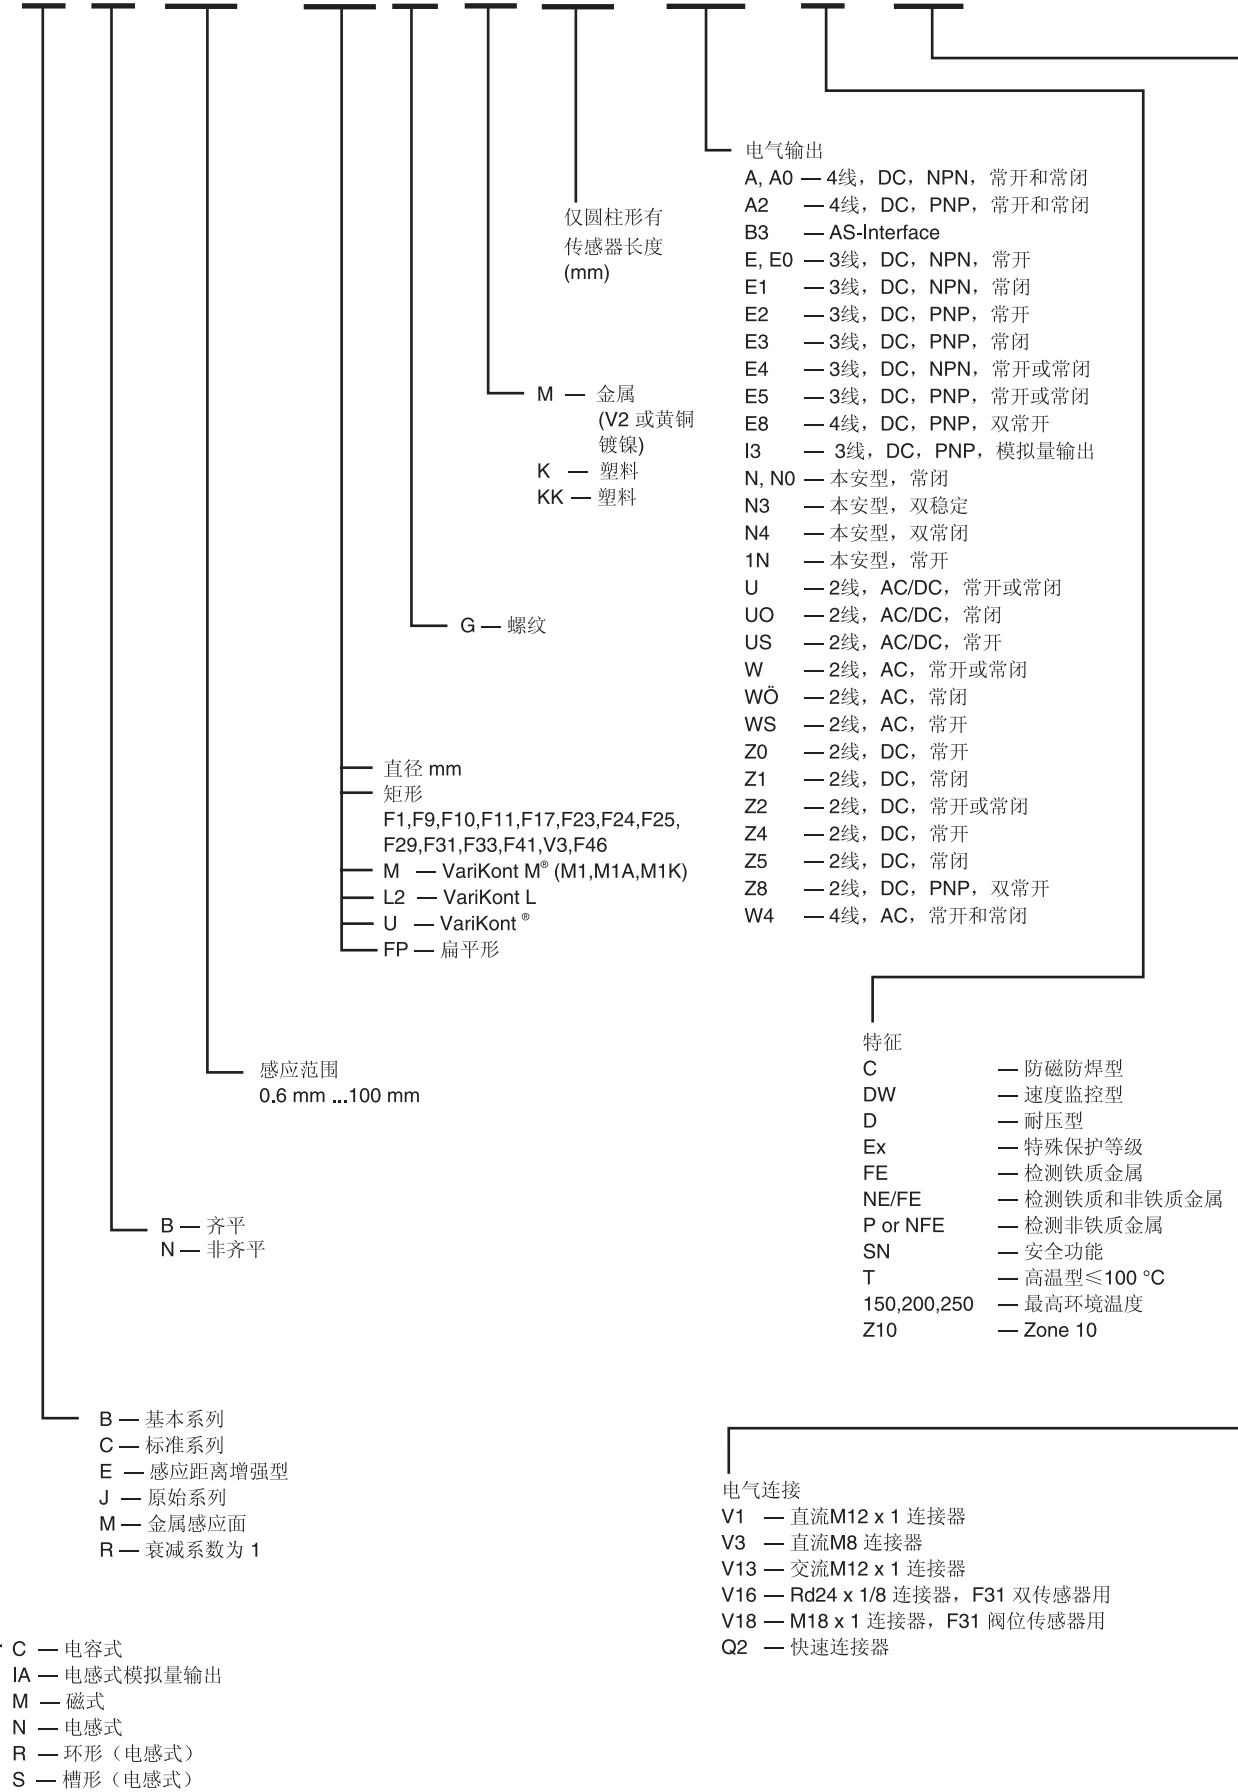 电气输出
A, A0 — 4线，DC，NPN，常开和常闭
A2 — 4线，DC，PNP，常开和常闭
B3 — AS-Interface
E, E0 — 3线，DC，NPN，常开
E1 — 3线，DC，NPN，常闭
E2 — 3线，DC，PNP，常开
E3 — 3线，DC，PNP，常闭
E4 — 3线，DC，NPN，常开或常闭
E5 — 3线，DC，PNP，常开或常闭
E8 — 4线，DC，PNP，双常开
I3 — 3线，DC，PNP，模拟量输出
N, N0 — 本安型，常闭
N3 — 本安型，双稳定
N4 — 本安型，双常闭
1N — 本安型，常开
U — 2线，AC/DC，常开或常闭
UO — 2线，AC/DC，常闭
US — 2线，AC/DC，常开
W — 2线，AC，常开或常闭
WÖ — 2线，AC，常闭
WS — 2线，AC，常开
Z0 — 2线，DC，常开
Z1 — 2线，DC，常闭
Z2 — 2线，DC，常开或常闭
Z4 — 2线，DC，常开
Z5 — 2线，DC，常闭
Z8 — 2线，DC，PNP，双常开
W4 — 4线，AC，常开和常闭
仅圆柱形有
传感器长度
(mm)
M — 金属
(V2 或黄铜
镀镍)
K — 塑料
KK — 塑料
G — 螺纹
直径 mm
矩形
F1,F9,F10,F11,F17,F23,F24,F25,
F29,F31,F33,F41,V3,F46
M — VariKont M® (M1,M1A,M1K)
L2 — VariKont L
U — VariKont ®
FP — 扁平形
感应范围
0.6 mm ...100 mm
B — 齐平
N — 非齐平
特征
C — 防磁防焊型
DW — 速度监控型
D — 耐压型
Ex — 特殊保护等级
FE — 检测铁质金属
NE/FE — 检测铁质和非铁质金属
P or NFE — 检测非铁质金属
SN — 安全功能
T — 高温型≤100 °C
150,200,250 — 最高环境温度
Z10 — Zone 10
B — 基本系列
C — 标准系列
E — 感应距离增强型
J — 原始系列
M — 金属感应面
R — 衰减系数为 1
电气连接
V1 — 直流M12 x 1 连接器
V3 — 直流M8 连接器
V13 — 交流M12 x 1 连接器
V16 — Rd24 x 1/8 连接器，F31 双传感器用
V18 — M18 x 1 连接器，F31 阀位传感器用
Q2 — 快速连接器
C — 电容式
IA — 电感式模拟量输出
M — 磁式
N — 电感式
R — 环形（电感式）
S — 槽形（电感式）